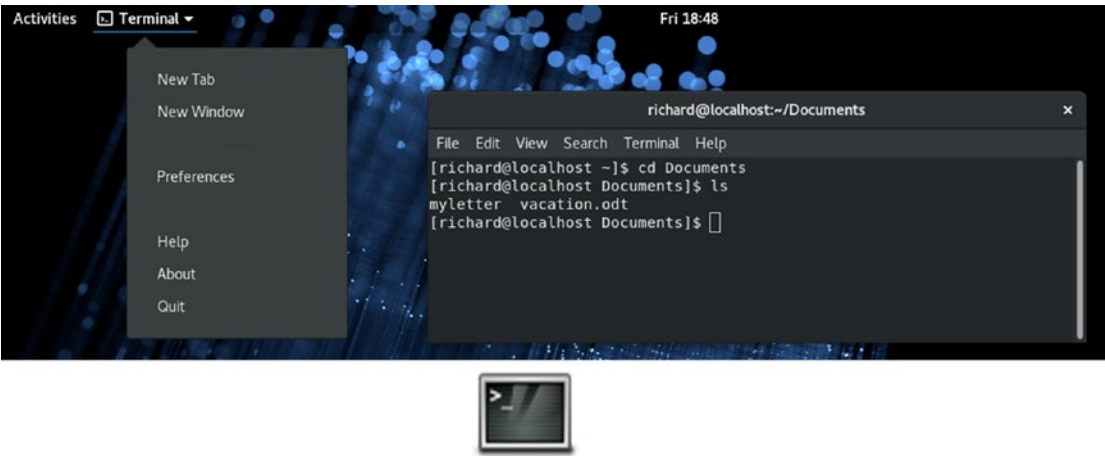 Activities Terminal Fri 18:48
New Tab
New Window
Preferences
Help
About
Quit
richard@localhost:~/Documents ×
File Edit View Search Terminal Help
[richard@localhost ~]$ cd Documents
[richard@localhost Documents]$ ls
myletter  vacation.odt
[richard@localhost Documents]$
>_